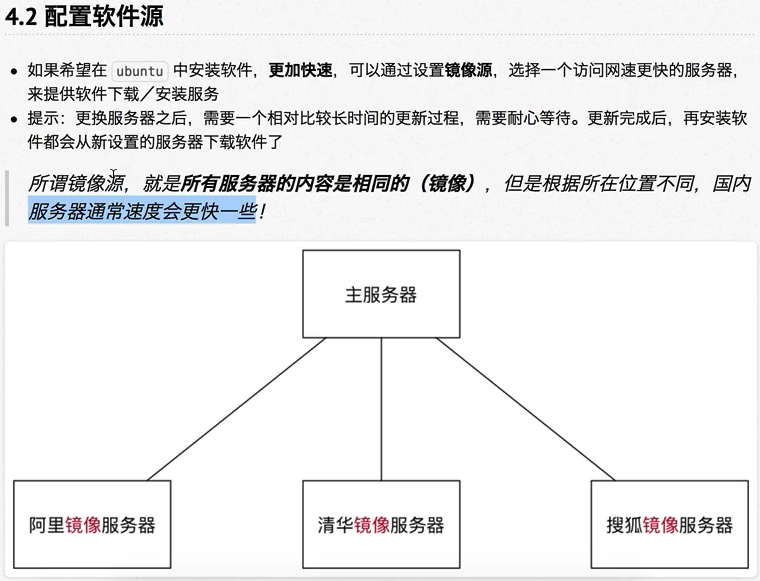 4.2 配置软件源
如果希望在 ubuntu 中安装软件，更加快速，可以通过设置镜像源，选择一个访问网速更快的服务器，
来提供软件下载／安装服务
提示：更换服务器之后，需要一个相对比较长时间的更新过程，需要耐心等待。更新完成后，再安装软
件都会从新设置的服务器下载软件了
所谓镜像源，就是所有服务器的内容是相同的（镜像），但是根据所在位置不同，国内
服务器通常速度会更快一些！
主服务器
阿里镜像服务器
清华镜像服务器
搜狐镜像服务器